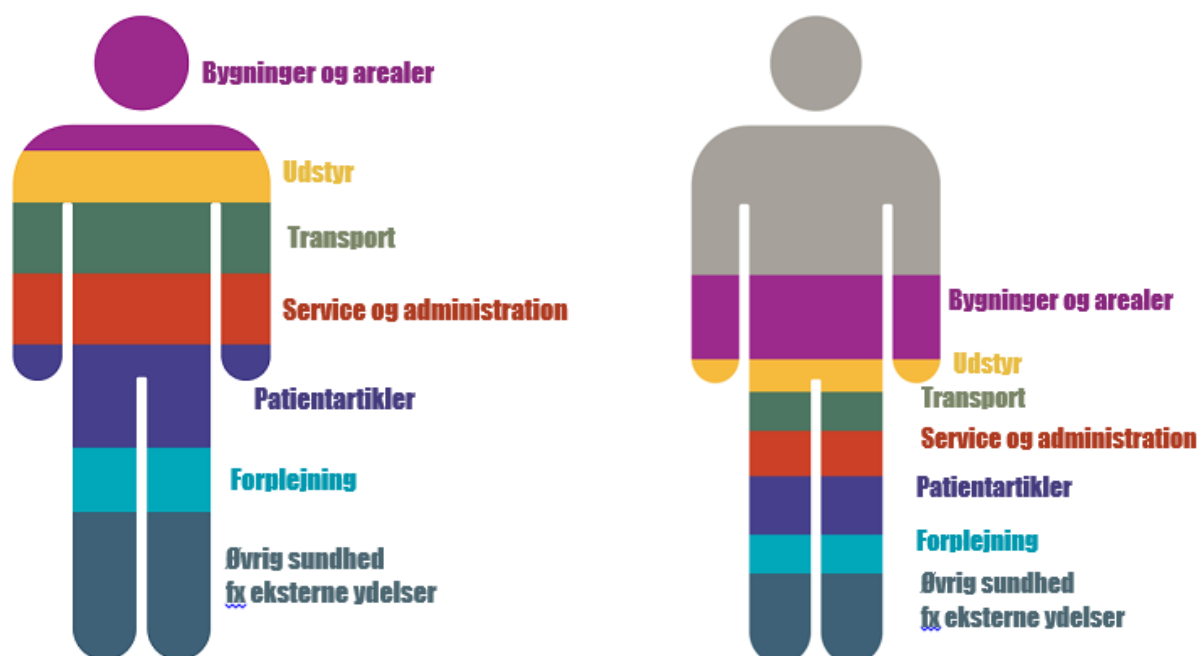 Bygninger og arealer
Udstyr
Transport
Service og administration
Patientartikler
Forplejning
Øvrig sundhed
fx eksterne ydelser
Bygninger og arealer
Udstyr
Transport
Service og administration
Patientartikler
Forplejning
Øvrig sundhed
fx eksterne ydelser